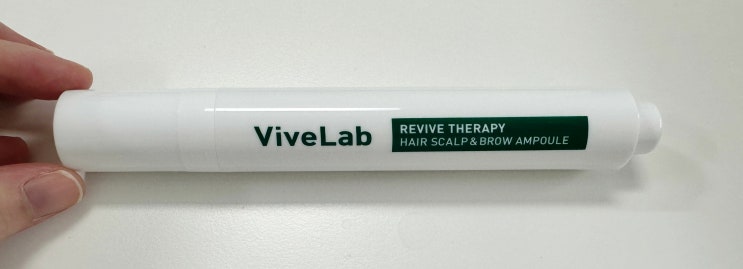 ViveLab
REVIVE THERAPY
HAIR SCALP & BROW AMPOULE